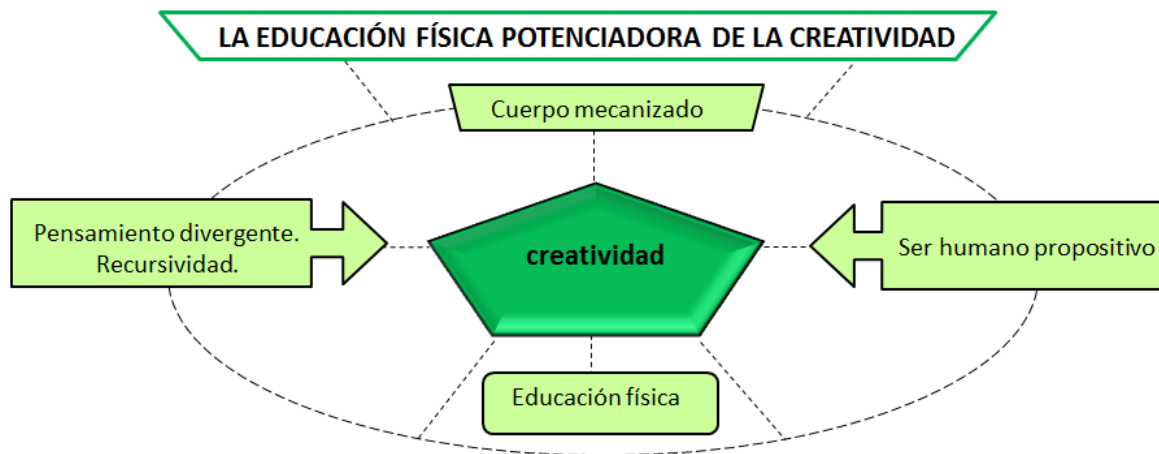 LA EDUCACIÓN FÍSICA POTENCIADORA DE LA CREATIVIDAD
Cuerpo mecanizado
Pensamiento divergente.
Recursividad.
creatividad
Ser humano propositivo
Educación física